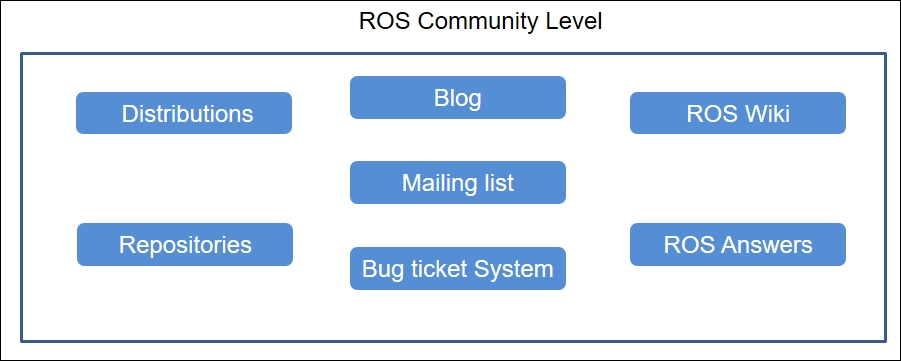 ROS Community Level
Distributions
Blog
ROS Wiki
Mailing list
Repositories
Bug ticket System
ROS Answers